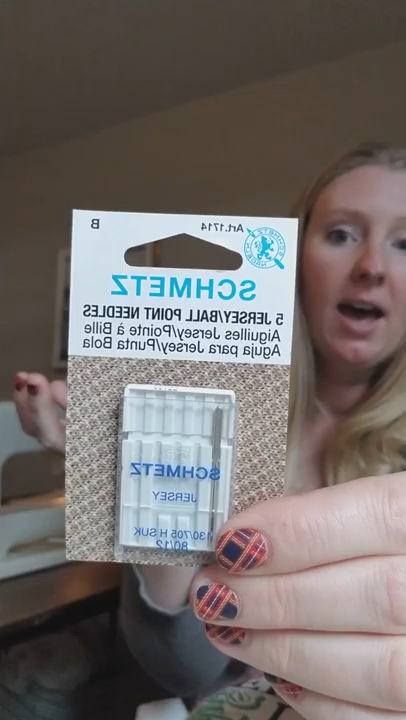 Art.1714 B
SCHMETZ
5 JERSEY/BALL POINT NEEDLES
Aiguilles Jersey/Pointe à Bille
Aguja para Jersey/Punta Bola
SCHMETZ
JERSEY
130/705 H SUK
80/12